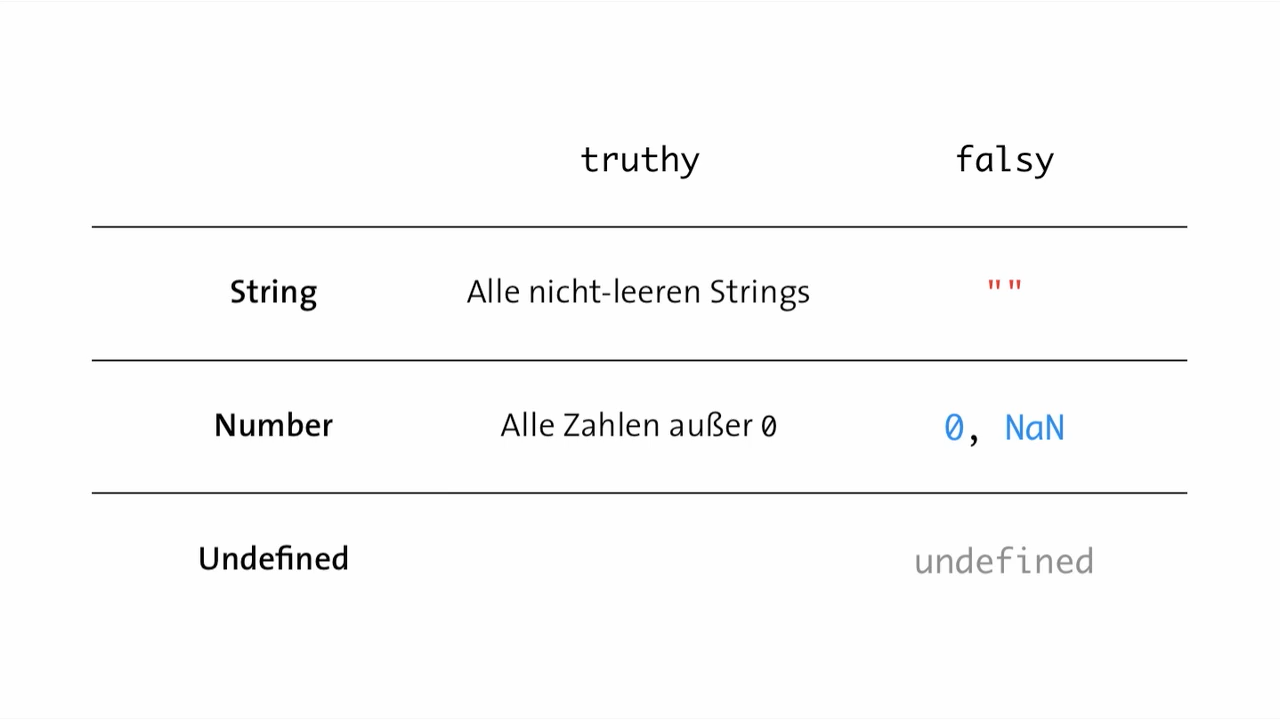 truthy falsy
String Alle nicht-leeren Strings ""
Number Alle Zahlen außer 0 0, NaN
Undefined undefined